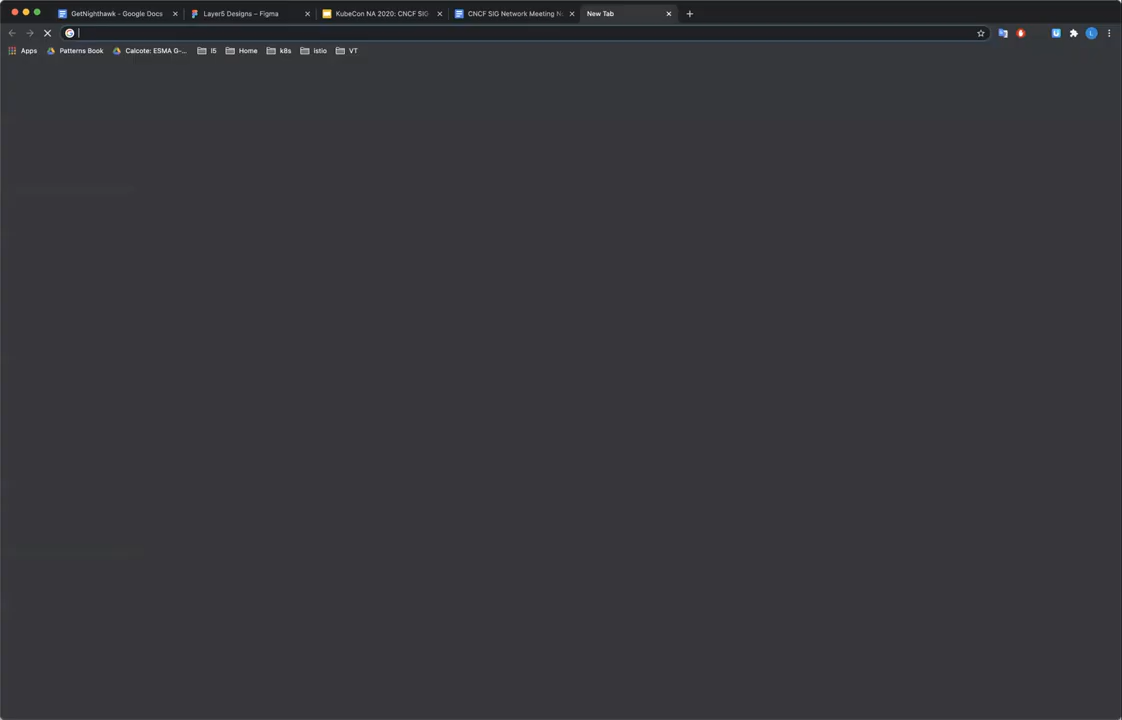 GetNighthawk - Google Docs
Layer5 Designs – Figma
KubeCon NA 2020: CNCF SIG
CNCF SIG Network Meeting N
New Tab
Apps
Patterns Book
Calcote: ESMA G-...
l5
Home
k8s
istio
VT